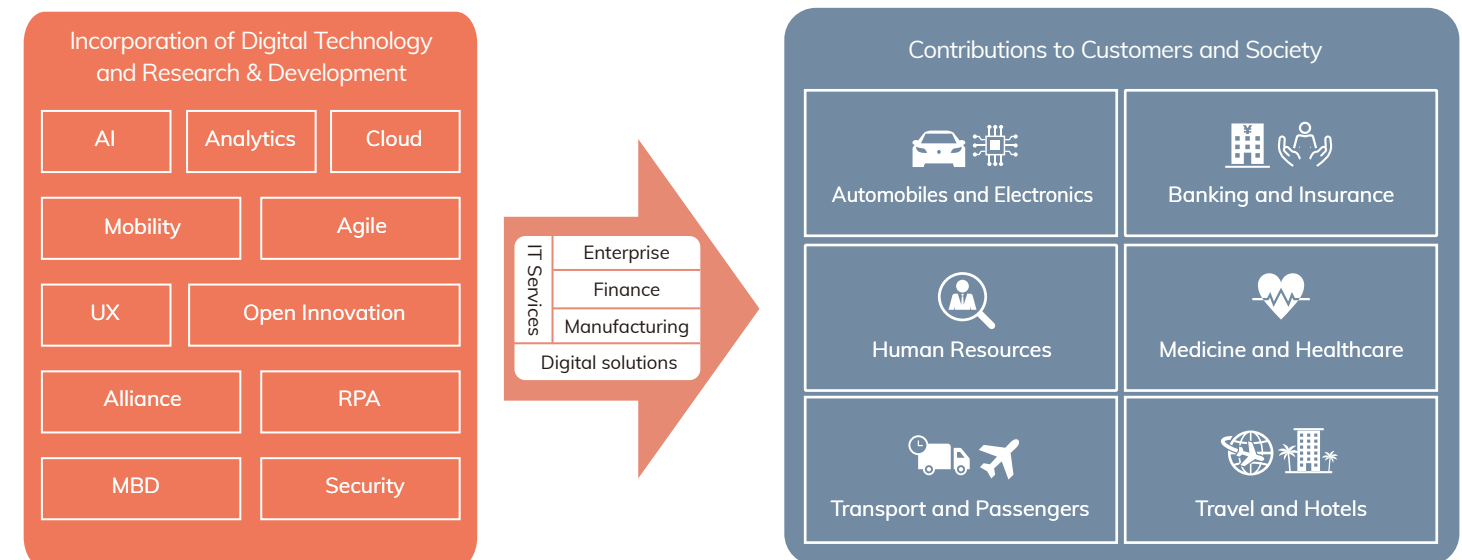 Incorporation of Digital Technology
and Research & Development
AI
Analytics
Cloud
Mobility
Agile
UX
Open Innovation
Alliance
RPA
MBD
Security
IT Services
Enterprise
Finance
Manufacturing
Digital solutions
Contributions to Customers and Society
¥
Automobiles and Electronics
Banking and Insurance
Human Resources
Medicine and Healthcare
Transport and Passengers
Travel and Hotels